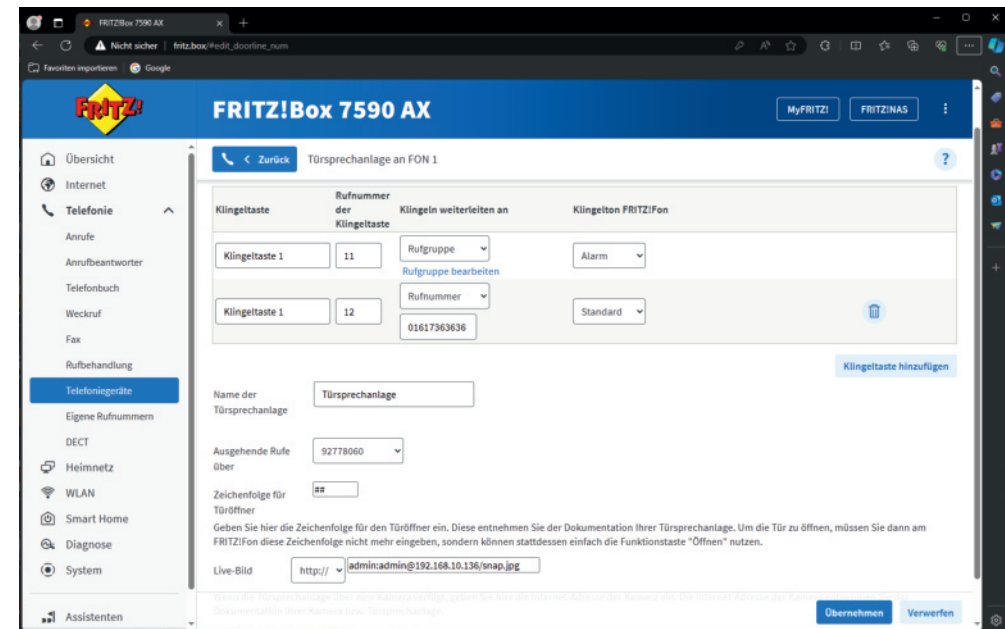 FRITZ!Box 7590 AX
Nicht sicher | fritz.box/#edit_doorline_num
Favoriten importieren Google
FRITZ!
FRITZ!Box 7590 AX
MyFRITZ! FRITZ!NAS
Übersicht
Internet
Telefonie
Anrufe
Anrufbeantworter
Telefonbuch
Weckruf
Fax
Rufbehandlung
Telefoniegeräte
Eigene Rufnummern
DECT
Heimnetz
WLAN
Smart Home
Diagnose
System
Assistenten
< Zurück Türsprechanlage an FON 1 ?
Klingeltaste Rufnummer der Klingeltaste Klingeln weiterleiten an Klingelton FRITZ!Fon
Klingeltaste 1 11 Rufgruppe Alarm
Rufgruppe bearbeiten
Klingeltaste 1 12 Rufnummer Standard
01617363636
Klingeltaste hinzufügen
Name der Türsprechanlage
Türsprechanlage
Ausgehende Rufe über
92778060
Zeichenfolge für Türöffner
##
Geben Sie hier die Zeichenfolge für den Türöffner ein. Diese entnehmen Sie der Dokumentation Ihrer Türsprechanlage. Um die Tür zu öffnen, müssen Sie dann am
FRITZ!Fon diese Zeichenfolge nicht mehr eingeben, sondern können stattdessen einfach die Funktionstaste "Öffnen" nutzen.
Live-Bild http:// admin:admin@192.168.10.136/snap.jpg
Übernehmen Verwerfen